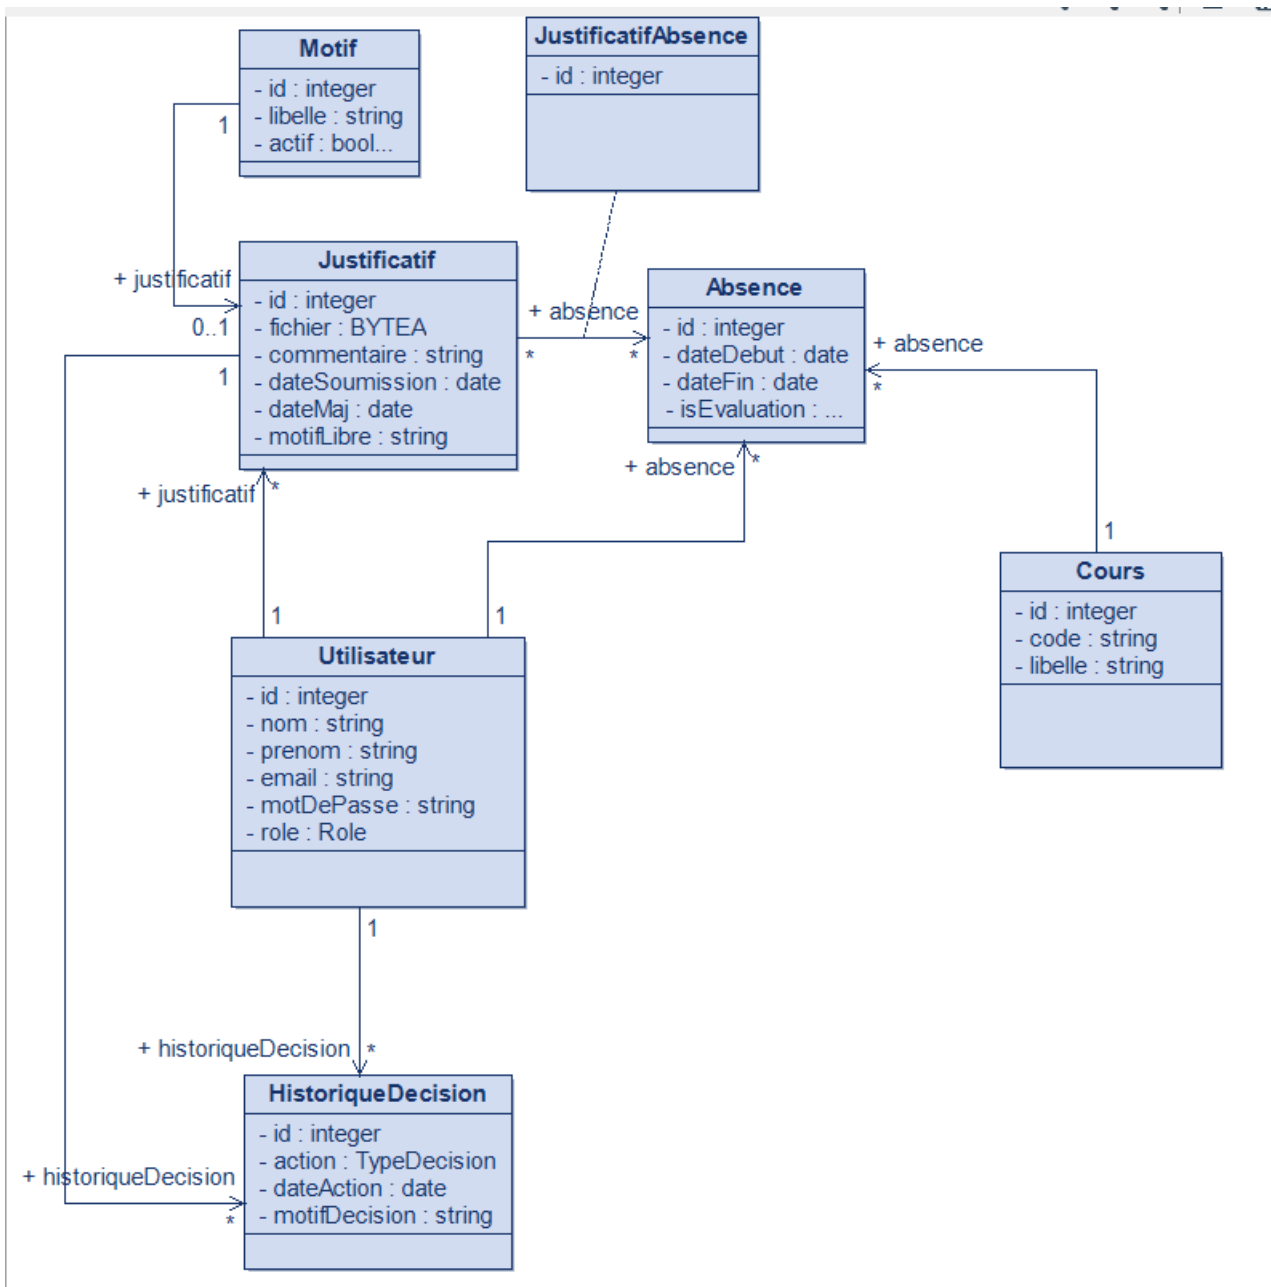 Motif
- id : integer
- libelle : string
- actif : bool...
1
JustificatifAbsence
- id : integer
+ justificatif
0..1
Justificatif
- id : integer
- fichier : BYTEA
- commentaire : string
- dateSoumission : date
- dateMaj : date
- motifLibre : string
1
+ absence
*
*
Absence
- id : integer
- dateDebut : date
- dateFin : date
- isEvaluation : ...
+ absence
*
+ absence
*
+ justificatif
*
1
1
1
Cours
- id : integer
- code : string
- libelle : string
Utilisateur
- id : integer
- nom : string
- prenom : string
- email : string
- motDePasse : string
- role : Role
1
+ historiqueDecision
*
HistoriqueDecision
- id : integer
- action : TypeDecision
- dateAction : date
- motifDecision : string
+ historiqueDecision
*